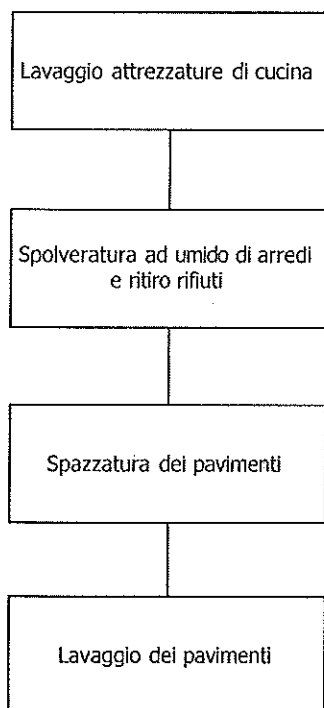 Lavaggio attrezzature di cucina
Spolveratura ad umido di arredi
e ritiro rifiuti
Spazzatura dei pavimenti
Lavaggio dei pavimenti